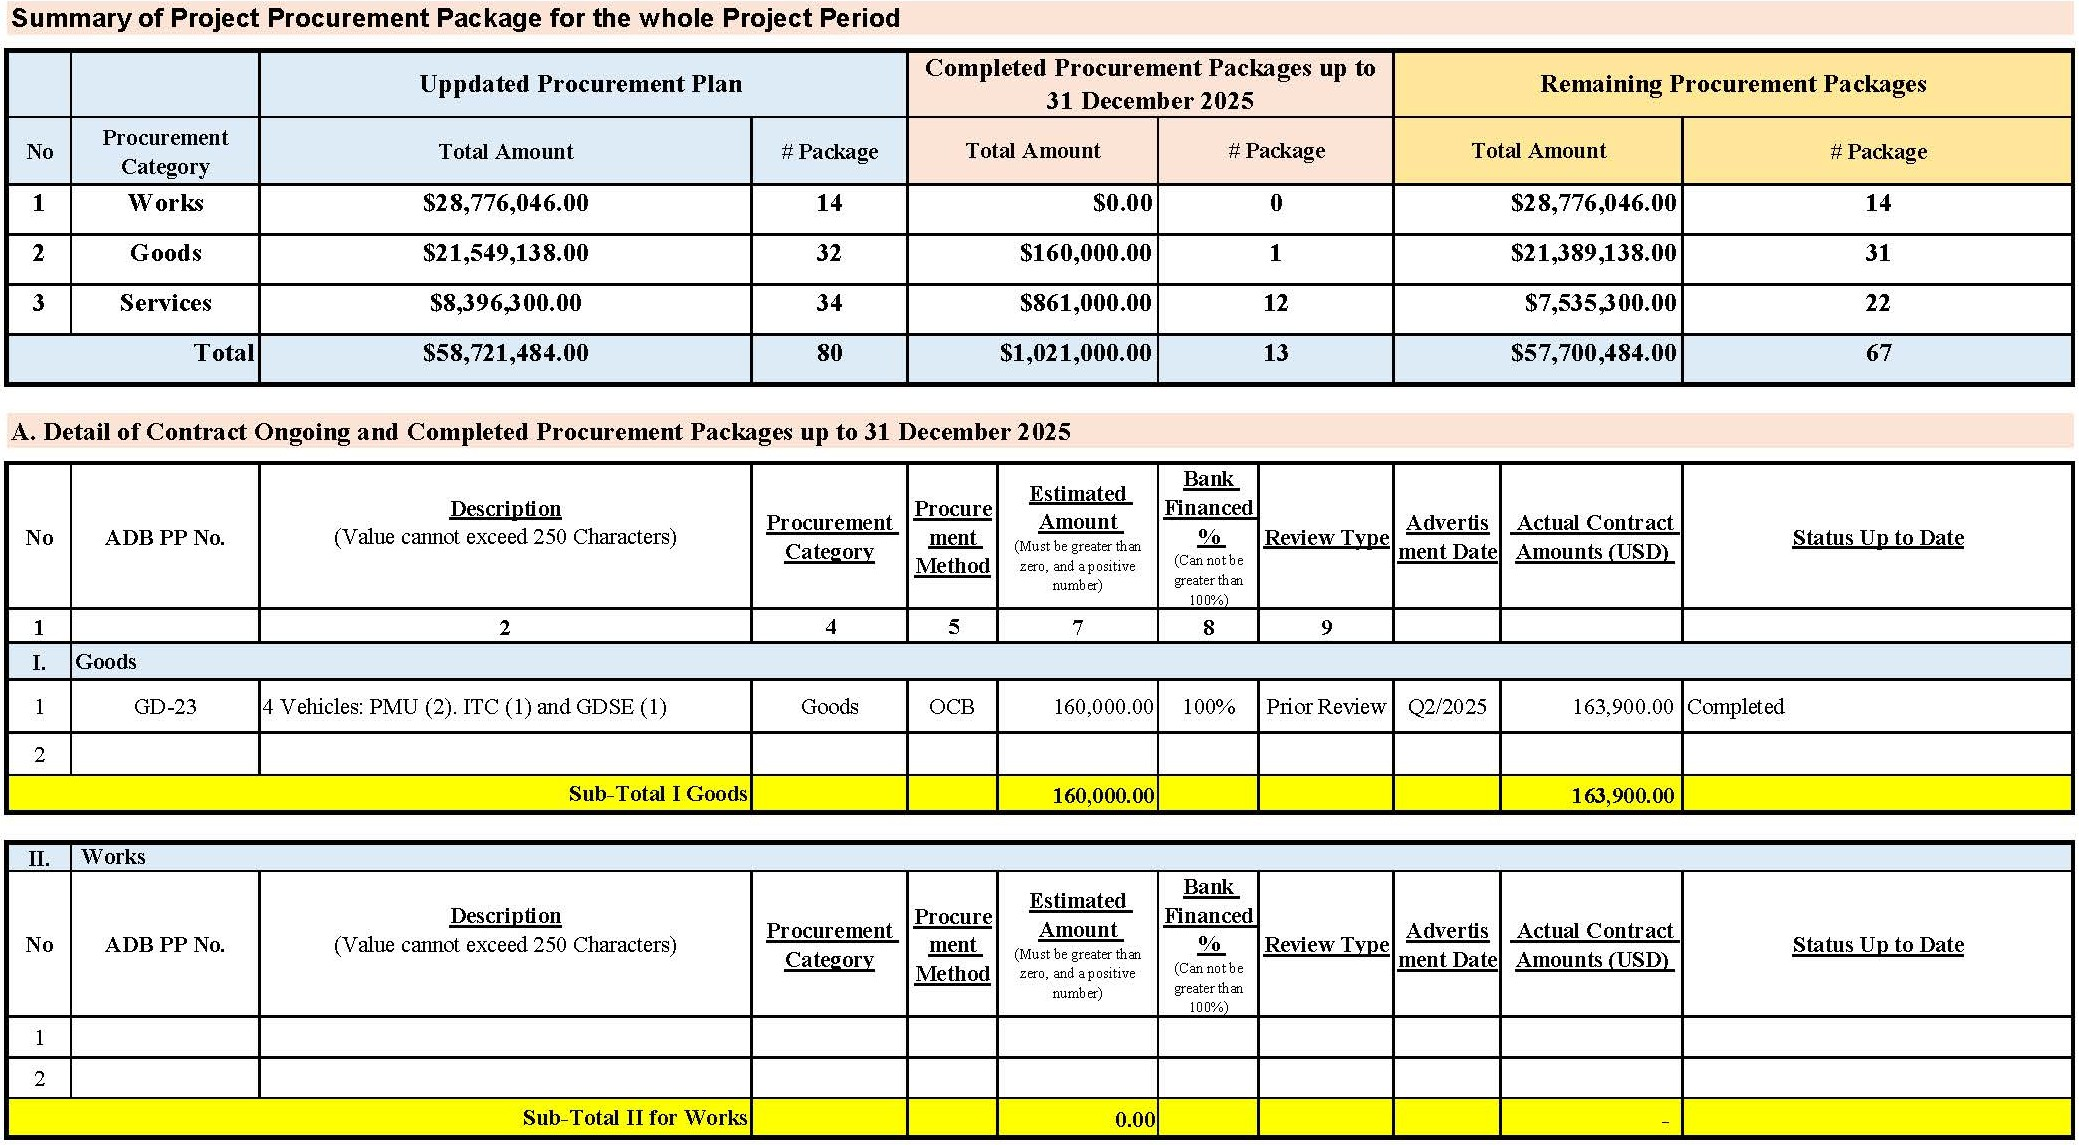 Summary of Project Procurement Package for the whole Project Period
Uppdated Procurement Plan
Completed Procurement Packages up to
31 December 2025
Remaining Procurement Packages
No
Procurement
Category
Total Amount
# Package
Total Amount
# Package
Total Amount
# Package
1 Works $28,776,046.00 14 $0.00 0 $28,776,046.00 14
2 Goods $21,549,138.00 32 $160,000.00 1 $21,389,138.00 31
3 Services $8,396,300.00 34 $861,000.00 12 $7,535,300.00 22
Total $58,721,484.00 80 $1,021,000.00 13 $57,700,484.00 67
A. Detail of Contract Ongoing and Completed Procurement Packages up to 31 December 2025
No
ADB PP No.
Description
(Value cannot exceed 250 Characters)
Procurement
Category
Procure
ment
Method
Estimated
Amount
(Must be greater than
zero, and a positive
number)
Bank
Financed
%
(Can not be
greater than
100%)
Review Type
Advertis
ment Date
Actual Contract
Amounts (USD)
Status Up to Date
1 2 4 5 7 8 9
I. Goods
1 GD-23 4 Vehicles: PMU (2). ITC (1) and GDSE (1) Goods OCB 160,000.00 100% Prior Review Q2/2025 163,900.00 Completed
2
Sub-Total I Goods 160,000.00 163,900.00
II. Works
No
ADB PP No.
Description
(Value cannot exceed 250 Characters)
Procurement
Category
Procure
ment
Method
Estimated
Amount
(Must be greater than
zero, and a positive
number)
Bank
Financed
%
(Can not be
greater than
100%)
Review Type
Advertis
ment Date
Actual Contract
Amounts (USD)
Status Up to Date
1
2
Sub-Total II for Works 0.00 -